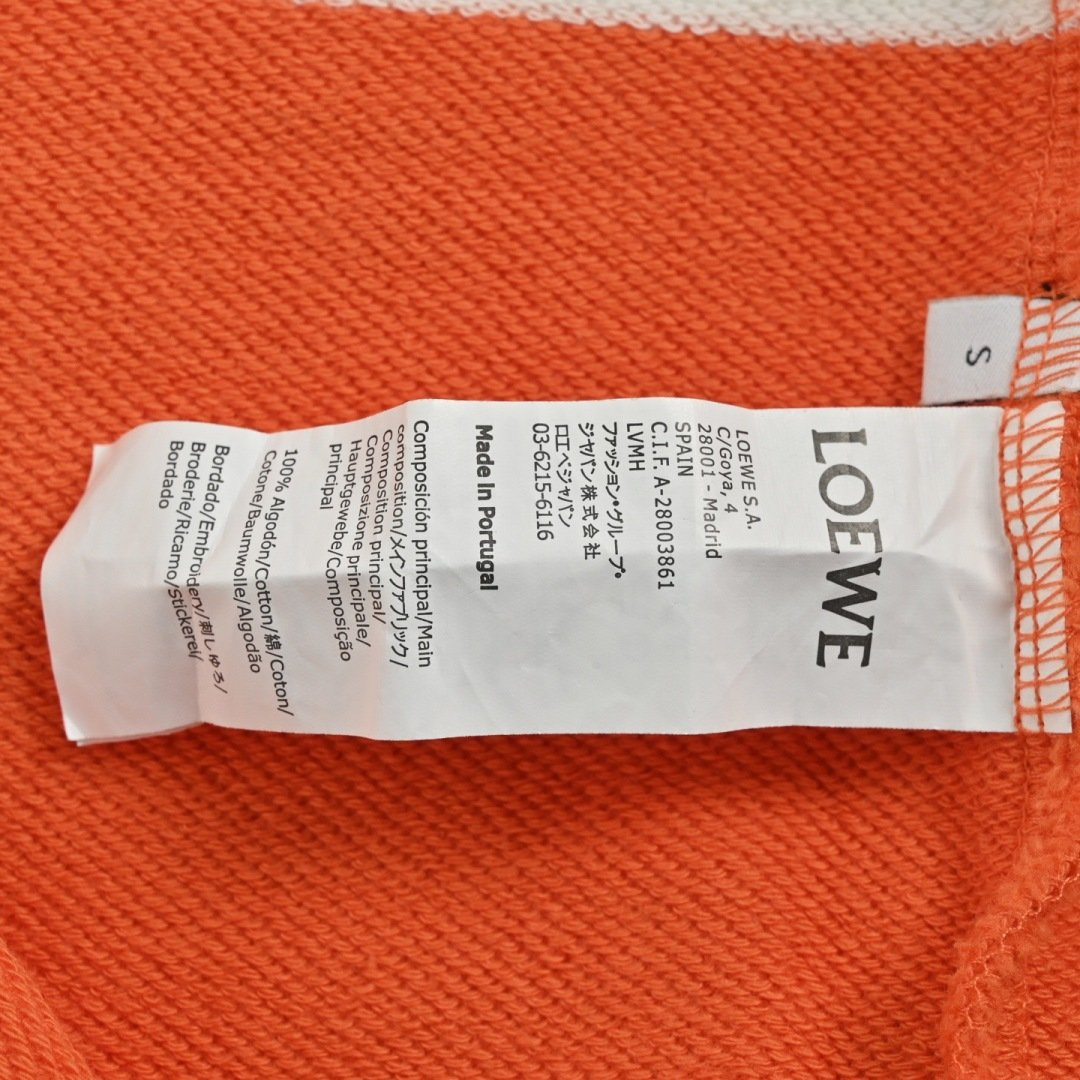 S
LOEWE
LOEWE S.A.
C/Goya, 4
28001 - Madrid
SPAIN
C.I.F. A-28003861
LVMH
ファッション・グループ・
ジャパン株式会社
ロエベジャパン
03-6215-6116
Made In Portugal
Composición principal/Main
composition/メインファブリック/
Composition principal/
Composizione principale/
Hauptgewebe/Composição
principal
100% Algodón/Cotton/綿/Coton/
Cotone/Baumwolle/Algodão
Bordado/Embroidery/刺しゅう/
Broderie/Ricamo/Stickerei/
Bordado